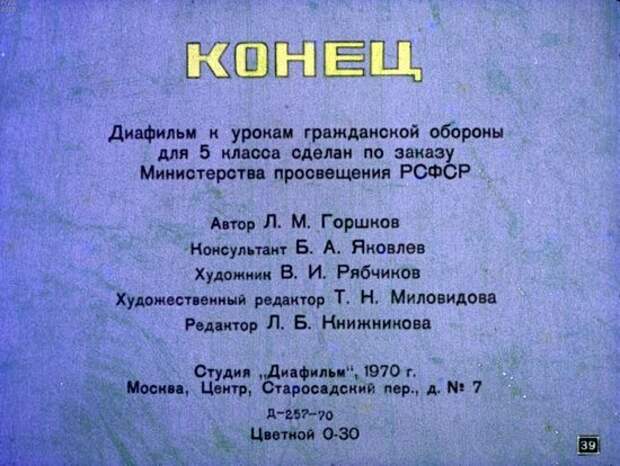 КОНЕЦ
Диафильм к урокам гражданской обороны
для 5 класса сделан по заказу
Министерства просвещения РСФСР
Автор Л. М. Горшков
Консультант Б. А. Яковлев
Художник В. И. Рябчиков
Художественный редактор Т. Н. Миловидова
Редактор Л. Б. Книжникова
Студия „Диафильм“, 1970 г.
Москва, Центр, Старосадский пер., д. № 7
Д-257-70
Цветной 0-30
39